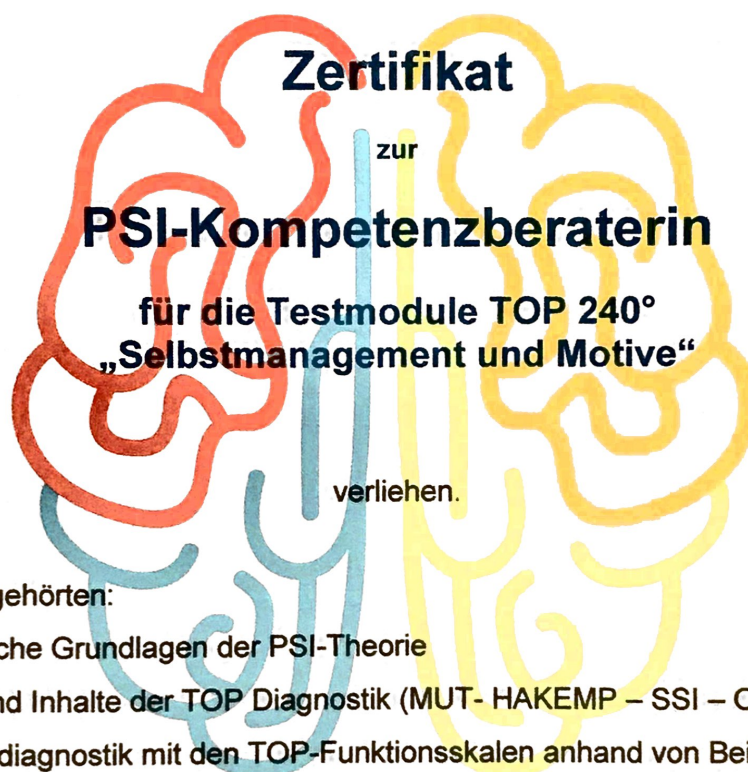 Zertifikat
zur
PSI-Kompetenzberaterin
für die Testmodule TOP 240°
„Selbstmanagement und Motive“
verliehen.
gehörten:
che Grundlagen der PSI-Theorie
nd Inhalte der TOP Diagnostik (MUT- HAKEMP – SSI –
diagnostik mit den TOP-Funktionsskalen anhand von